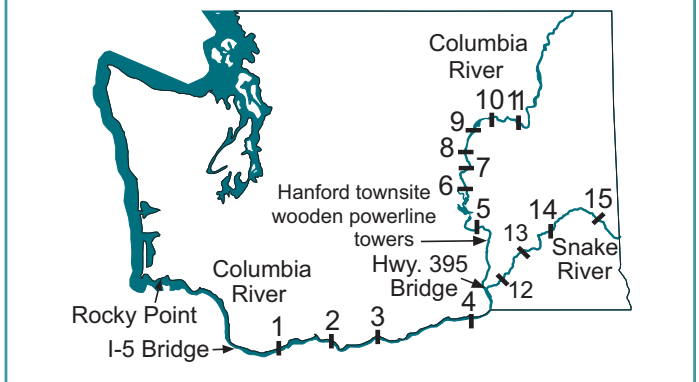 Columbia
River
10
11
9
8
7
6
Hanford townsite
wooden powerline
towers
5
15
14
13
Snake
River
Hwy. 395
Bridge
12
Columbia
River
4
Rocky Point
1
2
3
I-5 Bridge